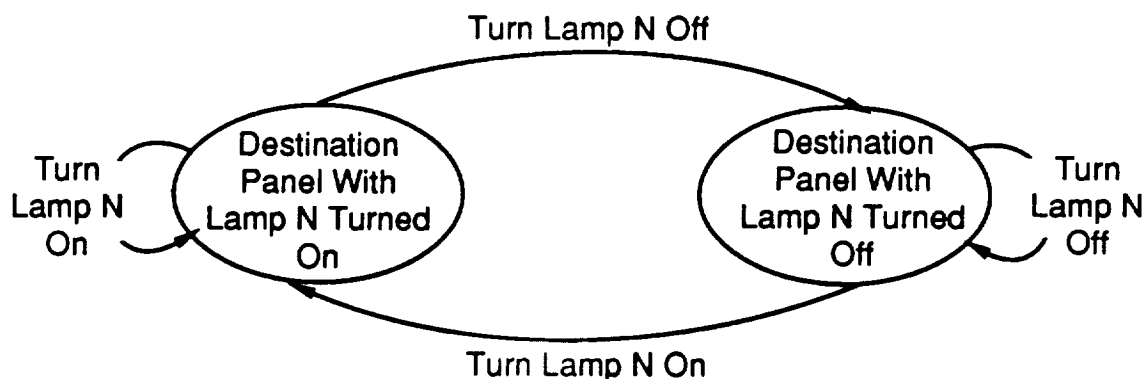 Turn Lamp N Off
Turn
Lamp N
On
Destination
Panel With
Lamp N Turned
On
Destination
Panel With
Lamp N Turned
Off
Turn
Lamp N
Off
Turn Lamp N On